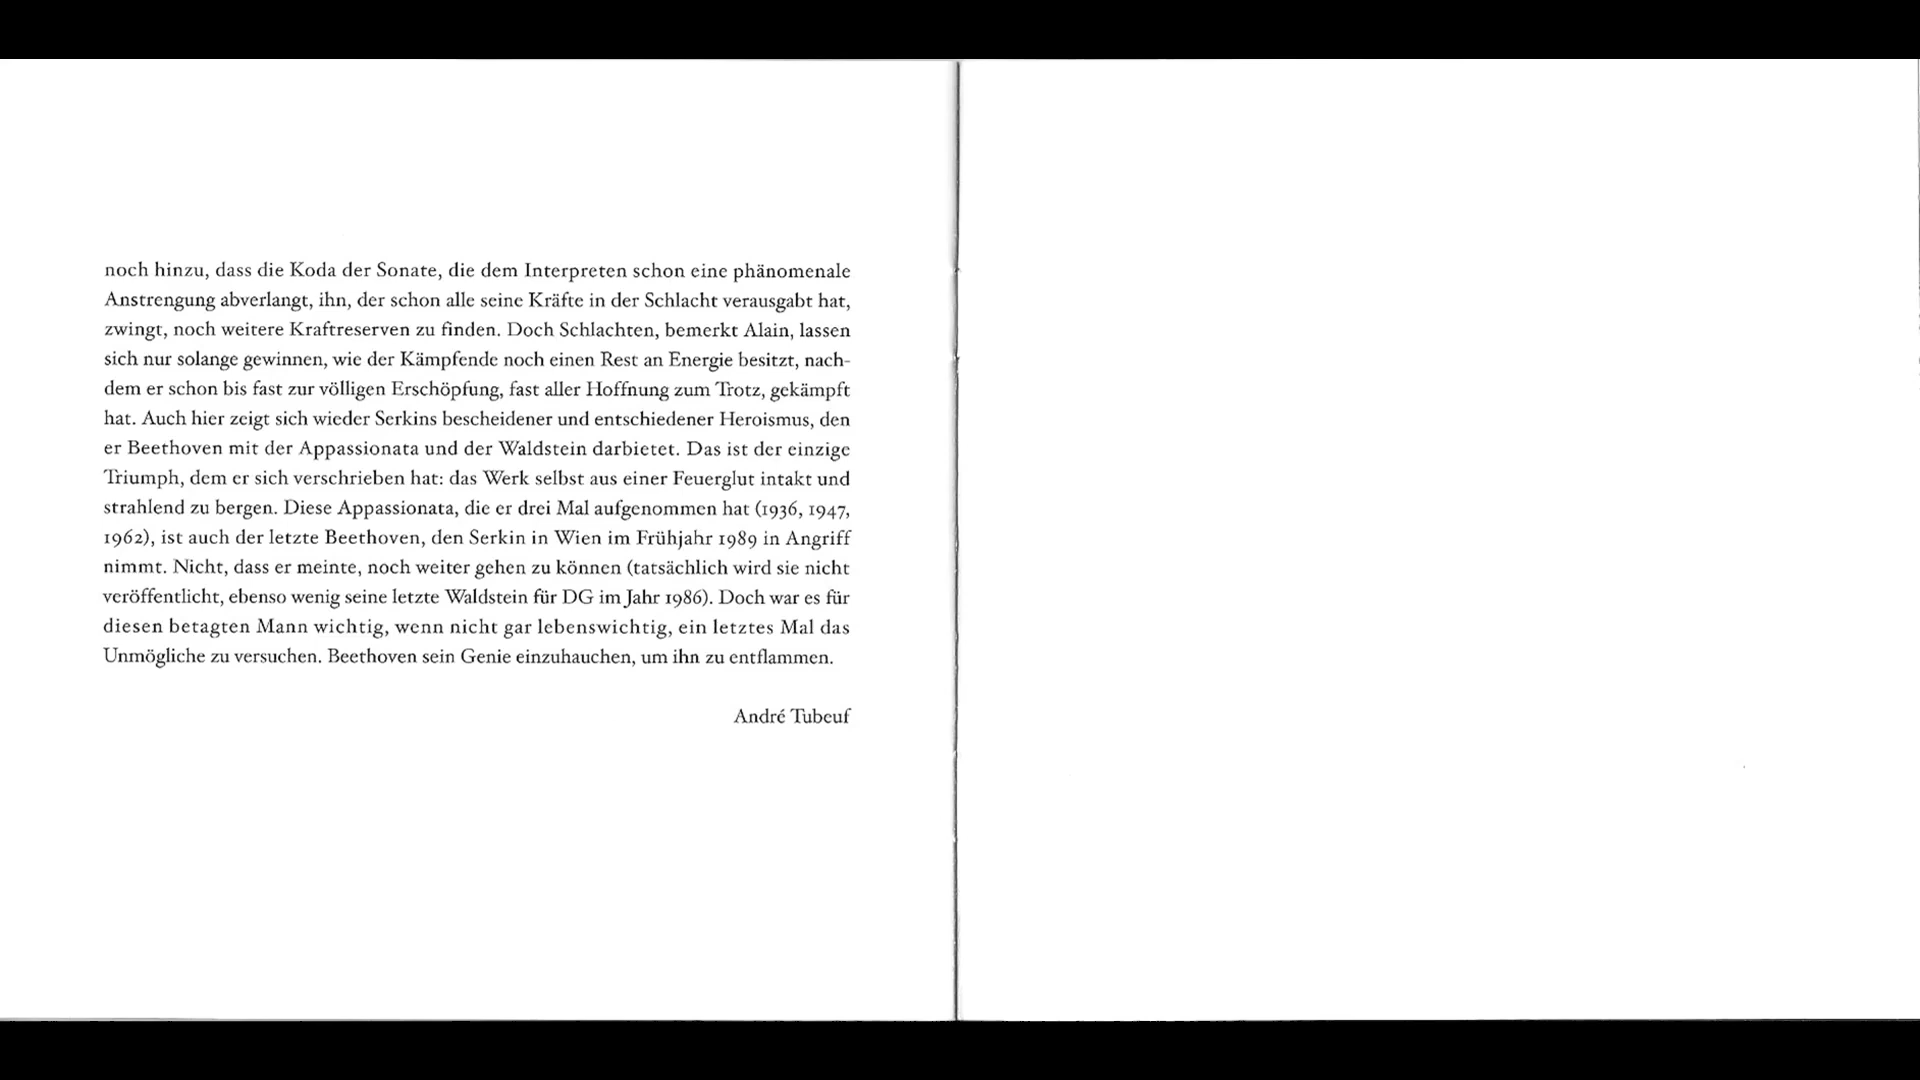 noch hinzu, dass die Koda der Sonate, die dem Interpreten schon eine phänomenale
Anstrengung abverlangt, ihn, der schon alle seine Kräfte in der Schlacht verausgabt hat,
zwingt, noch weitere Kraftreserven zu finden. Doch Schlachten, bemerkt Alain, lassen
sich nur solange gewinnen, wie der Kämpfende noch einen Rest an Energie besitzt, nach-
dem er schon bis fast zur völligen Erschöpfung, fast aller Hoffnung zum Trotz, gekämpft
hat. Auch hier zeigt sich wieder Serkins bescheidener und entschiedener Heroismus, den
er Beethoven mit der Appassionata und der Waldstein darbietet. Das ist der einzige
Triumph, dem er sich verschrieben hat: das Werk selbst aus einer Feuerglut intakt und
strahlend zu bergen. Diese Appassionata, die er drei Mal aufgenommen hat (1936, 1947,
1962), ist auch der letzte Beethoven, den Serkin in Wien im Frühjahr 1989 in Angriff
nimmt. Nicht, dass er meinte, noch weiter gehen zu können (tatsächlich wird sie nicht
veröffentlicht, ebenso wenig seine letzte Waldstein für DG im Jahr 1986). Doch war es für
diesen betagten Mann wichtig, wenn nicht gar lebenswichtig, ein letztes Mal das
Unmögliche zu versuchen. Beethoven sein Genie einzuhauchen, um ihn zu entflammen.
André Tubeuf